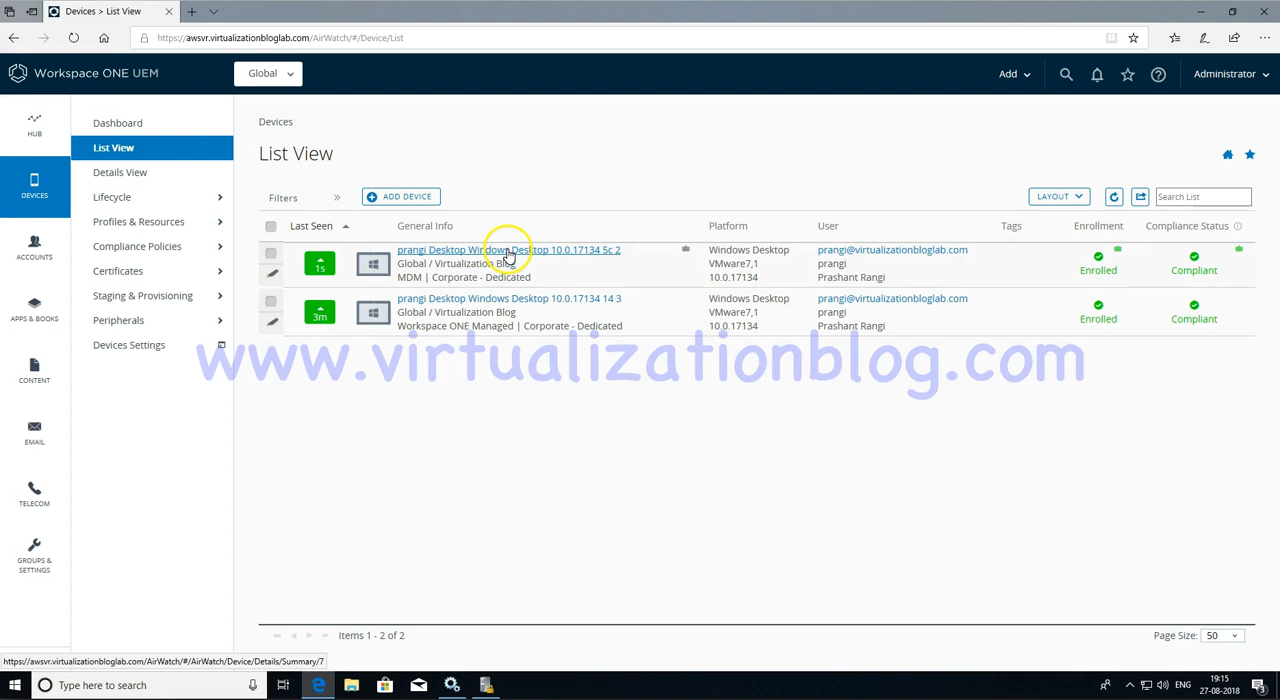 Devices > List View
https://awsvr.virtualizationbloglab.com/AirWatch/#/Device/List
Workspace ONE UEM
Global
Add
Administrator
HUB
DEVICES
ACCOUNTS
APPS & BOOKS
CONTENT
EMAIL
TELECOM
GROUPS &
SETTINGS
Dashboard
List View
Details View
Lifecycle
Profiles & Resources
Compliance Policies
Certificates
Staging & Provisioning
Peripherals
Devices Settings
Devices
List View
Filters
ADD DEVICE
LAYOUT
Search List
Last Seen
General Info
Platform
User
Tags
Enrollment
Compliance Status
1s
prangi Desktop Windows Desktop 10.0.17134 5c 2
Global / Virtualization Blog
MDM | Corporate - Dedicated
Windows Desktop
VMware7,1
10.0.17134
prangi@virtualizationbloglab.com
prangi
Prashant Rangi
Enrolled
Compliant
3m
prangi Desktop Windows Desktop 10.0.17134 14 3
Global / Virtualization Blog
Workspace ONE Managed | Corporate - Dedicated
Windows Desktop
VMware7,1
10.0.17134
prangi@virtualizationbloglab.com
prangi
Prashant Rangi
Enrolled
Compliant
www.virtualizationblog.com
Items 1 - 2 of 2
Page Size:
50
https://awsvr.virtualizationbloglab.com/AirWatch/#/AirWatch/Device/Details/Summary/7
Type here to search
ENG
19:15
27-08-2018
3